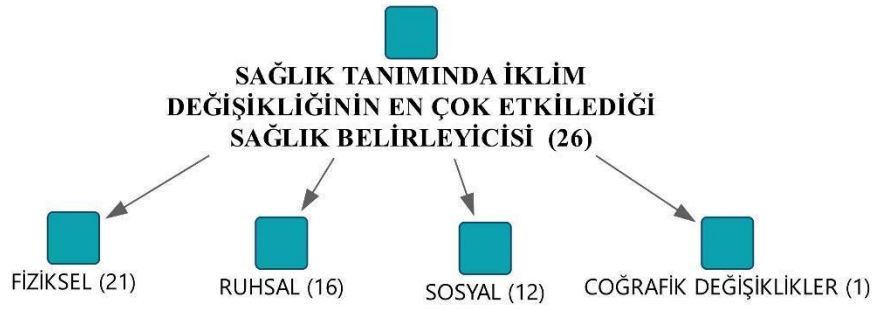 SAĞLIK TANIMINDA İKLİM
DEĞİŞİKLİĞİNİN EN ÇOK ETKİLEDİĞİ
SAĞLIK BELİRLEYİCİSİ (26)
FİZİKSEL (21)
RUHSAL (16)
SOSYAL (12)
COĞRAFİK DEĞİŞİKLİKLER (1)